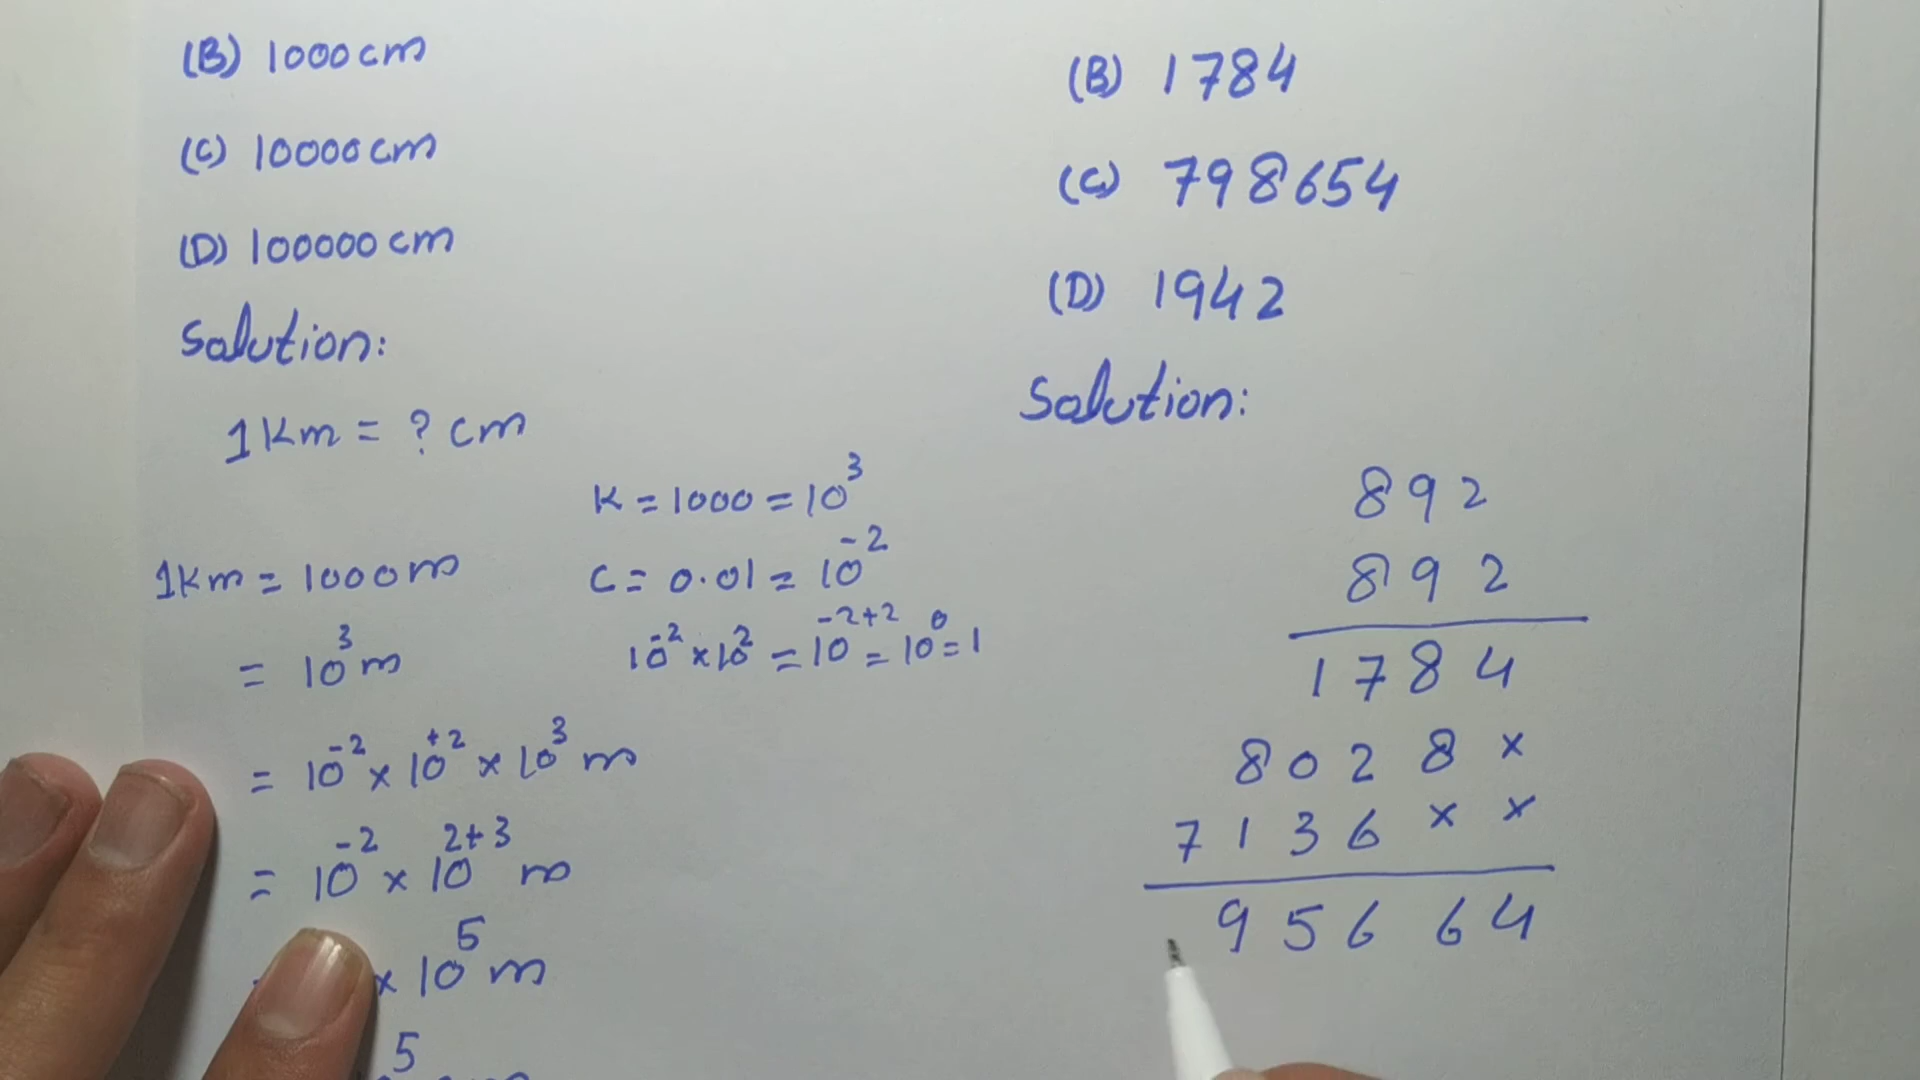 (B) 1000cm
(C) 10000cm
(D) 100000cm
Solution:
1Km = ? cm
K = 1000 = 10³
C = 0.01 = 10⁻²
10⁻² × 10² = 10⁻²⁺² = 10⁰ = 1
1Km = 1000m
= 10³ m
= 10⁻² × 10⁺² × 10³ m
= 10⁻² × 10²⁺³ m
× 10⁵ m
5
(B) 1784
(C) 798654
(D) 1942
Solution:
892
892
1784
8028×
7136××
95664